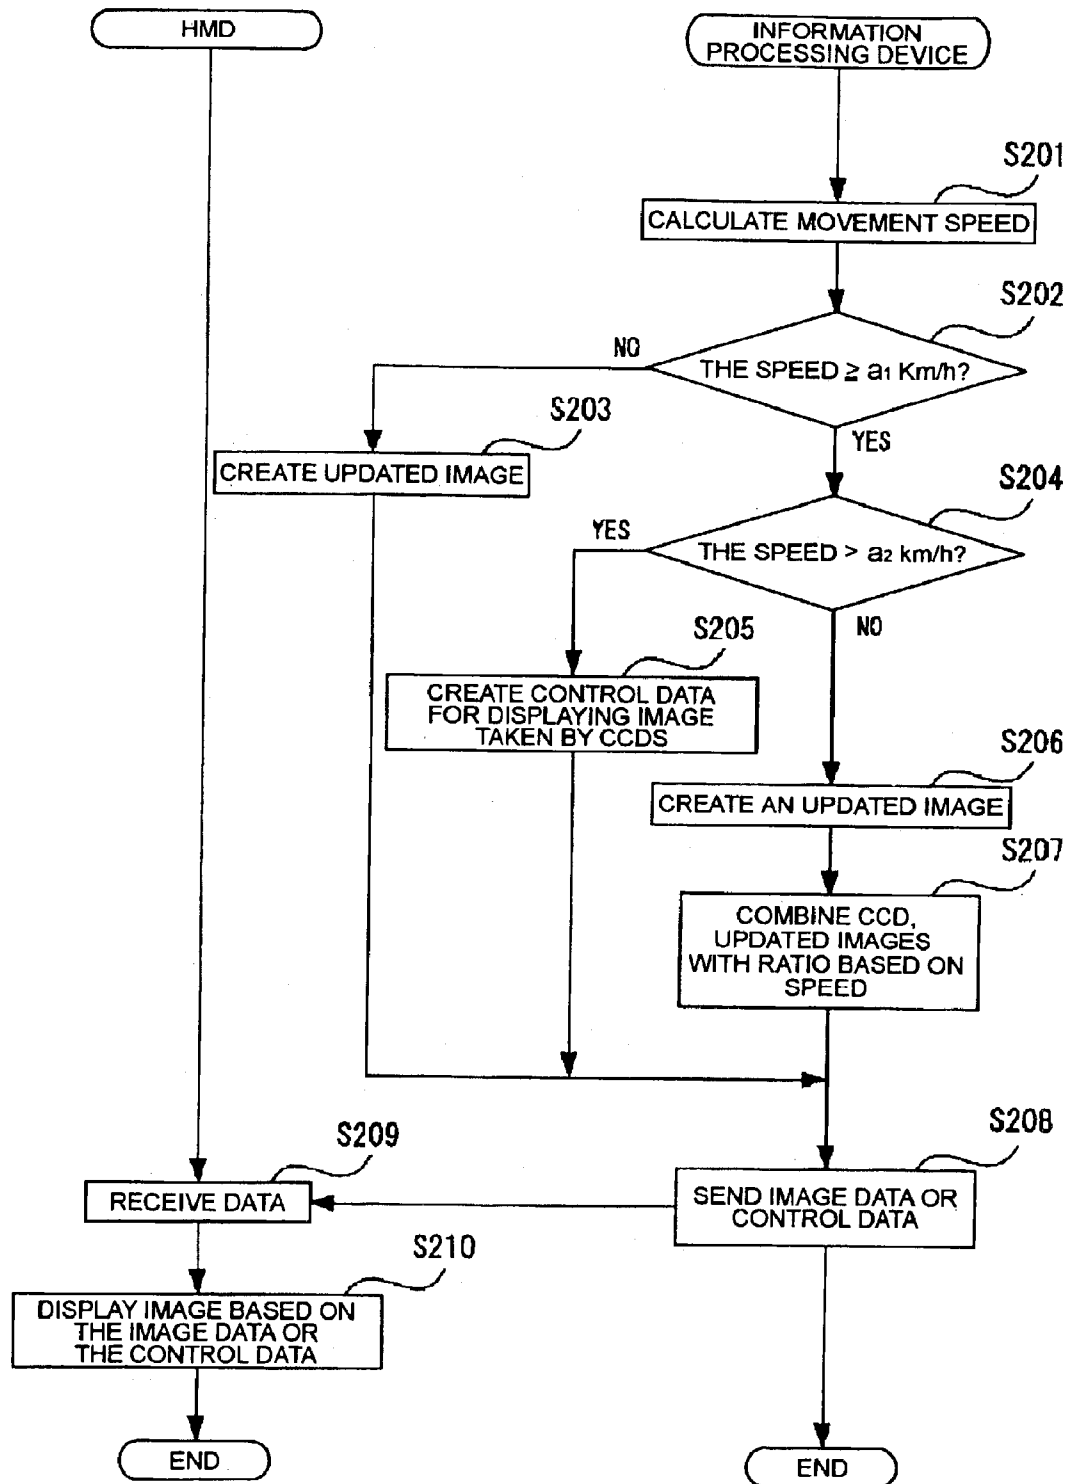 HMD
INFORMATION
PROCESSING DEVICE
S201
CALCULATE MOVEMENT SPEED
S202
NO
THE SPEED ≧ a1 Km/h?
S203
YES
CREATE UPDATED IMAGE
S204
YES
THE SPEED > a2 km/h?
S205
NO
CREATE CONTROL DATA
FOR DISPLAYING IMAGE
TAKEN BY CCDS
S206
CREATE AN UPDATED IMAGE
S207
COMBINE CCD,
UPDATED IMAGES
WITH RATIO BASED ON
SPEED
S208
S209
RECEIVE DATA
SEND IMAGE DATA OR
CONTROL DATA
S210
DISPLAY IMAGE BASED ON
THE IMAGE DATA OR
THE CONTROL DATA
END
END